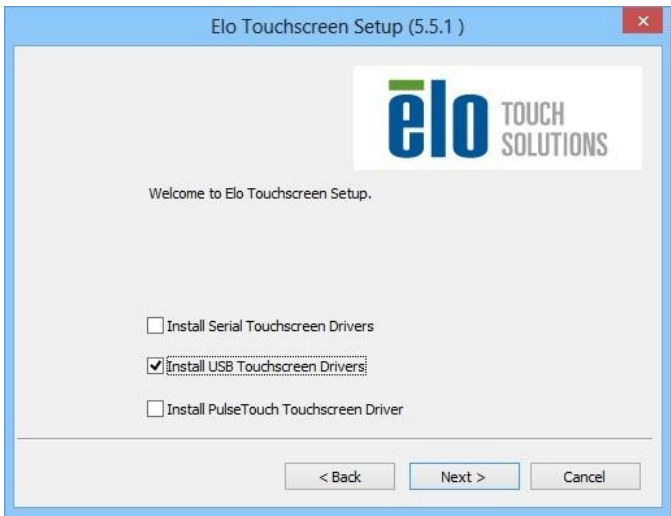 Elo Touchscreen Setup (5.5.1 )
elo TOUCH
SOLUTIONS
Welcome to Elo Touchscreen Setup.
Install Serial Touchscreen Drivers
Install USB Touchscreen Drivers
Install PulseTouch Touchscreen Driver
< Back Next > Cancel